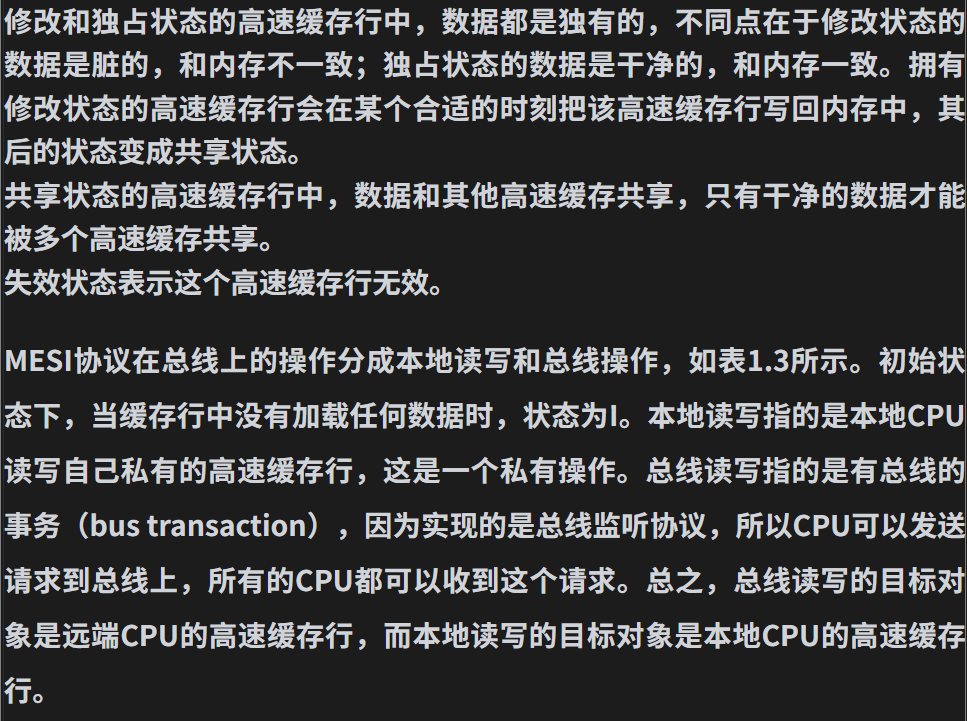 修改和独占状态的高速缓存行中，数据都是独有的，不同点在于修改状态的
数据是脏的，和内存不一致；独占状态的数据是干净的，和内存一致。拥有
修改状态的高速缓存行会在某个合适的时刻把该高速缓存行写回内存中，其
后的状态变成共享状态。
共享状态的高速缓存行中，数据和其他高速缓存共享，只有干净的数据才能
被多个高速缓存共享。
失效状态表示这个高速缓存行无效。
MESI协议在总线上的操作分成本地读写和总线操作，如表1.3所示。初始状
态下，当缓存行中没有加载任何数据时，状态为I。本地读写指的是本地CPU
读写自己私有的高速缓存行，这是一个私有操作。总线读写指的是有总线的
事务（bus transaction），因为实现的是总线监听协议，所以CPU可以发送
请求到总线上，所有的CPU都可以收到这个请求。总之，总线读写的目标对
象是远端CPU的高速缓存行，而本地读写的目标对象是本地CPU的高速缓存
行。